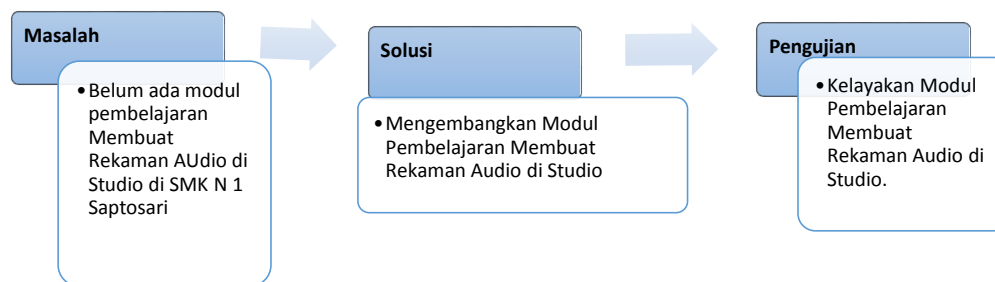 Masalah
•Belum ada modul
pembelajaran
Membuat
Rekaman AUdio di
Studio di SMK N 1
Saptosari
Solusi
•Mengembangkan Modul
Pembelajaran Membuat
Rekaman Audio di Studio
Pengujian
•Kelayakan Modul
Pembelajaran
Membuat
Rekaman Audio di
Studio.